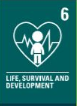 6
LIFE, SURVIVAL AND
DEVELOPMENT